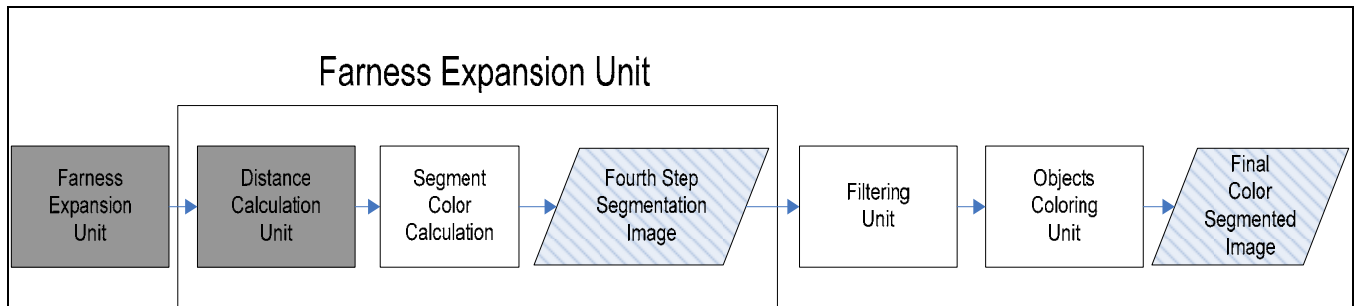 Farness Expansion Unit
Farness
Expansion
Unit
Distance
Calculation
Unit
Segment
Color
Calculation
Fourth Step
Segmentation
Image
Filtering
Unit
Objects
Coloring
Unit
Final
Color
Segmented
Image